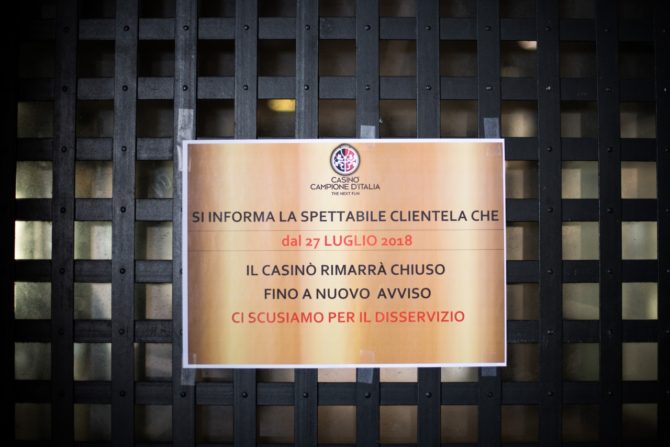 CASINÒ
CAMPIONE D'ITALIA
THE NEXT FUN
SI INFORMA LA SPETTABILE CLIENTELA CHE
dal 27 LUGLIO 2018
IL CASINÒ RIMARRÀ CHIUSO
FINO A NUOVO AVVISO
CI SCUSIAMO PER IL DISSERVIZIO